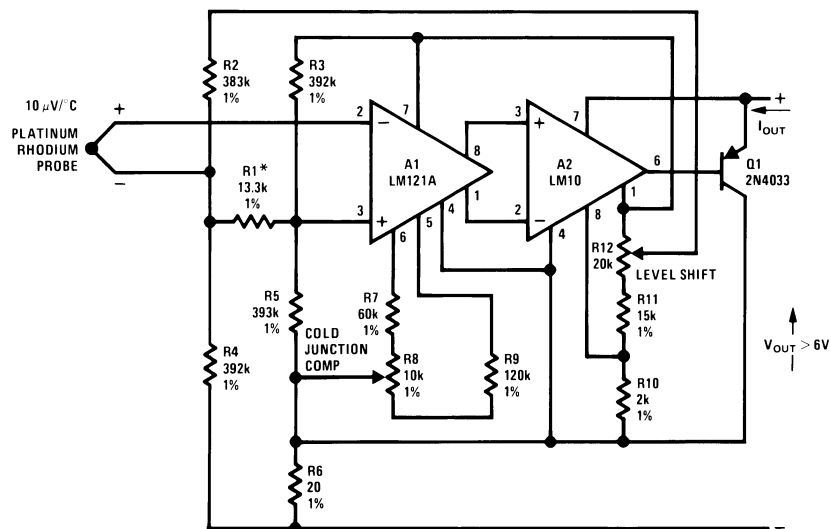 R2
383k
1%
R3
392k
1%
10 μV/°C
+
PLATINUM
RHODIUM
PROBE
−
R1*
13.3k
1%
2
−
7
A1
LM121A
8
1
3
+
6
5
4
3
+
7
A2
LM10
6
1
2
−
4
8
+
IOUT
Q1
2N4033
R12
20k
LEVEL SHIFT
R11
15k
1%
R10
2k
1%
VOUT > 6V
R5
393k
1%
R4
392k
1%
R7
60k
1%
COLD
JUNCTION
COMP
R8
10k
1%
R9
120k
1%
R6
20
1%
−